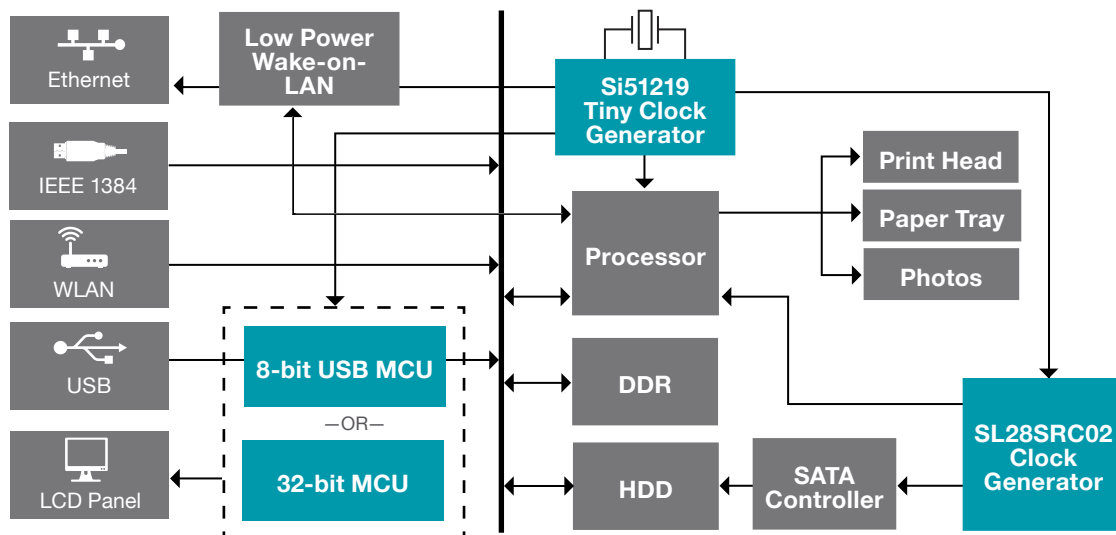 Ethernet
IEEE 1384
WLAN
USB
LCD Panel
Low Power
Wake-on-
LAN
8-bit USB MCU
—OR—
32-bit MCU
Si51219
Tiny Clock
Generator
Processor
DDR
HDD
SATA
Controller
Print Head
Paper Tray
Photos
SL28SRC02
Clock
Generator